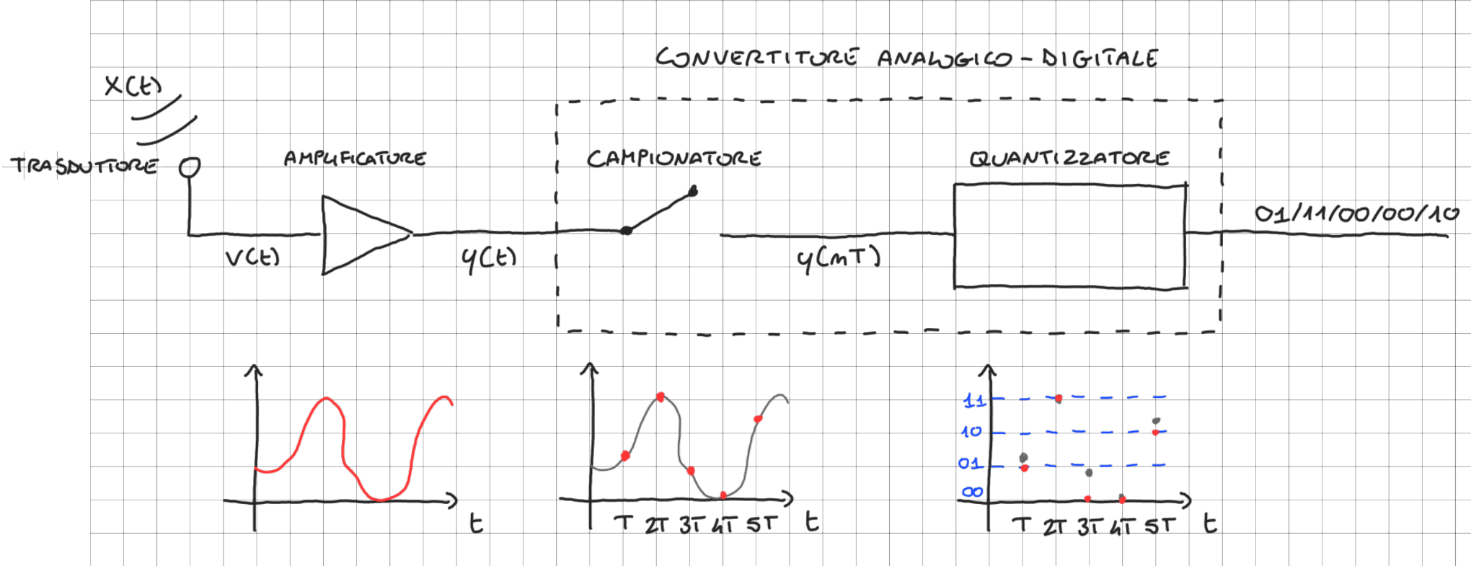 CONVERTITORE ANALOGICO - DIGITALE
X(t)
TRASDUTTORE
AMPLIFICATORE
CAMPIONATORE
QUANTIZZATORE
V(t)
y(t)
y(mT)
01/11/00/00/10
t
T 2T 3T 4T 5T t
11
10
01
00
T 2T 3T 4T 5T t